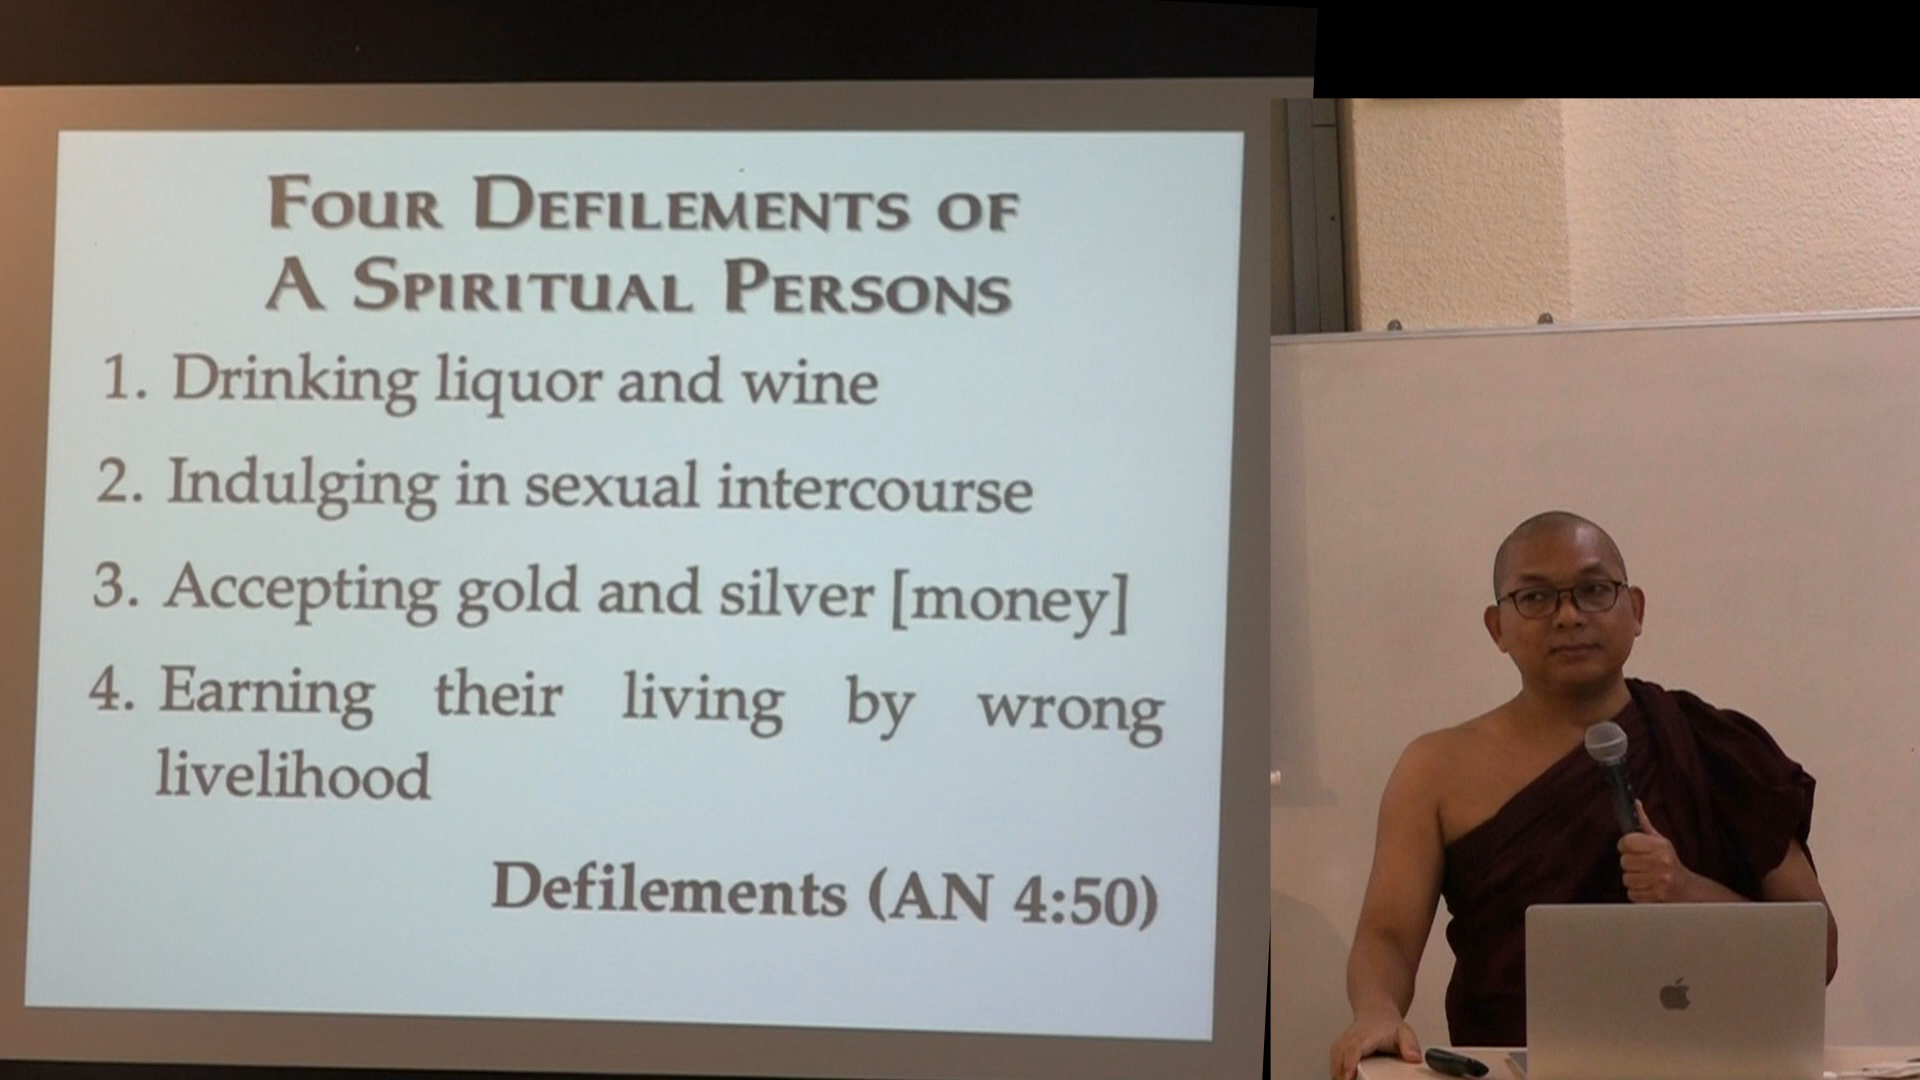 Four Defilements of
A Spiritual Persons
1. Drinking liquor and wine
2. Indulging in sexual intercourse
3. Accepting gold and silver [money]
4. Earning their living by wrong
livelihood
Defilements (AN 4:50)